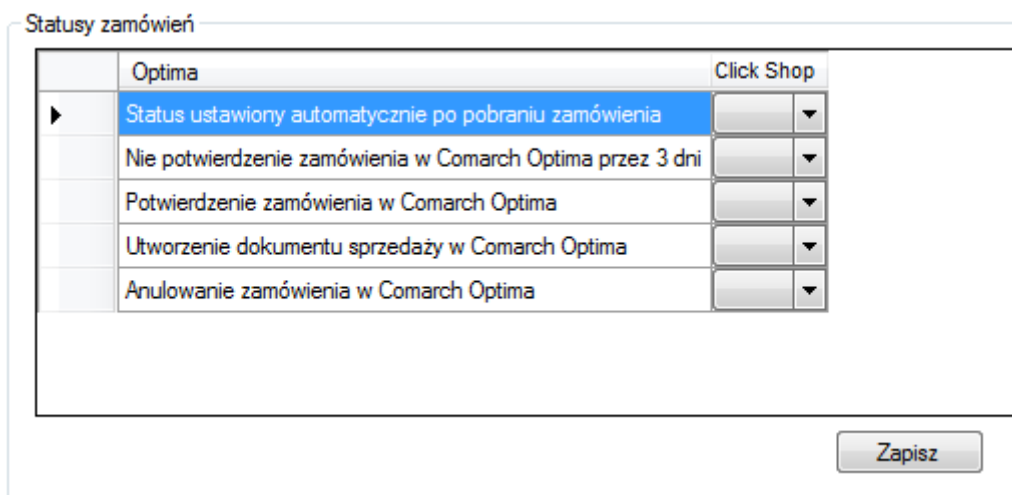 Statusy zamówień
Optima Click Shop
Status ustawiony automatycznie po pobraniu zamówienia
Nie potwierdzenie zamówienia w Comarch Optima przez 3 dni
Potwierdzenie zamówienia w Comarch Optima
Utworzenie dokumentu sprzedaży w Comarch Optima
Anulowanie zamówienia w Comarch Optima
Zapisz